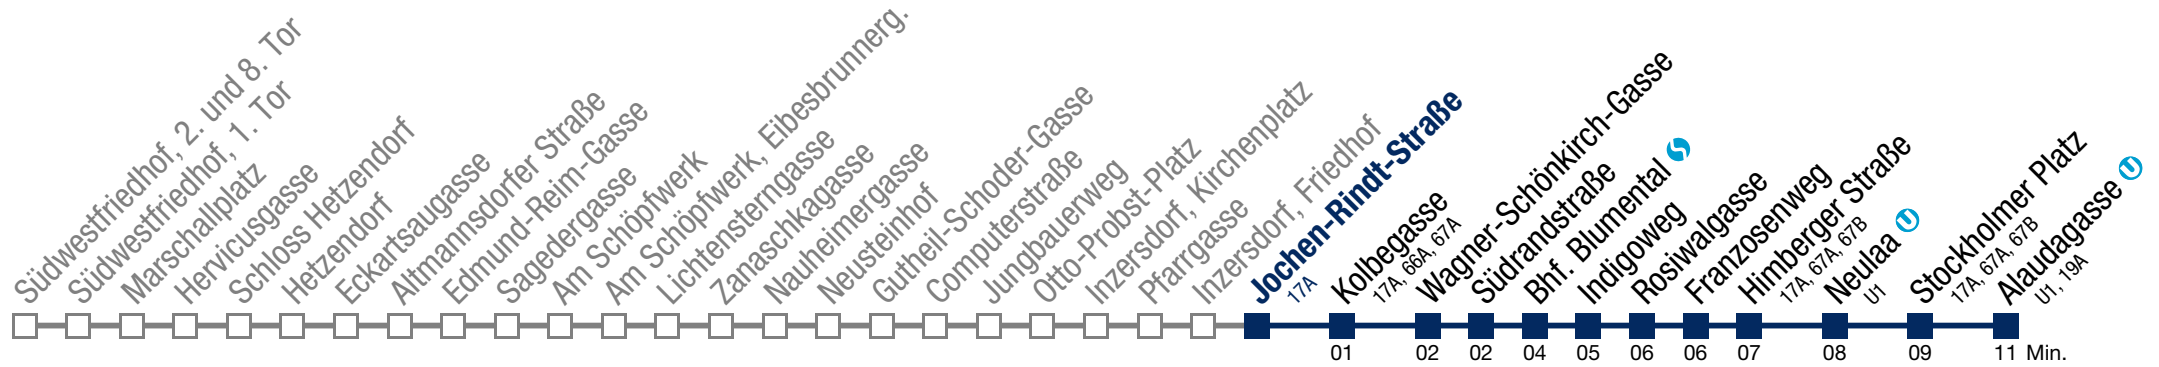 Südwestfriedhof, 2. und 8. Tor
Südwestfriedhof, 1. Tor
Marschallplatz
Hervicusgasse
Schloss Hetzendorf
Hetzendorf
Eckartsaugasse
Altmannsdorfer Straße
Edmund-Reim-Gasse
Sagedergasse
Am Schöpfwerk
Am Schöpfwerk, Eibesbrunnerg.
Lichtensterngasse
Zanaschkagasse
Nauheimergasse
Neusteinhof
Gutheil-Schoder-Gasse
Computerstraße
Jungbauerweg
Otto-Probst-Platz
Inzersdorf, Kirchenplatz
Pfarrgasse
Inzersdorf, Friedhof
Jochen-Rindt-Straße
17A
Kolbegasse
17A, 66A, 67A
Wagner-Schönkirch-Gasse
Südrandstraße
Bhf. Blumental S
Indigoweg
Rosiwalgasse
Franzosenweg
Himberger Straße
17A, 67A, 67B
Neulaa U
U1
Stockholmer Platz
17A, 67A, 67B
Alaudagasse U
U1, 19A
01 02 02 04 05 06 06 07 08 09 11 Min.